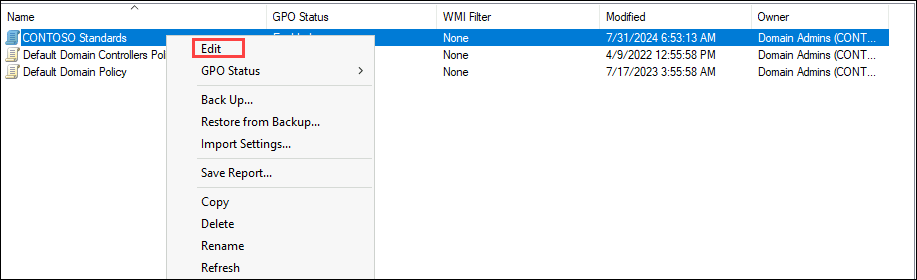 Name GPO Status WMI Filter Modified Owner
CONTOSO Standards None 7/31/2024 6:53:13 AM Domain Admins (CONT...
Default Domain Controllers Pol None 4/9/2022 12:55:58 PM Domain Admins (CONT...
Default Domain Policy None 7/17/2023 3:55:58 AM Domain Admins (CONT...
Edit
GPO Status
Back Up...
Restore from Backup...
Import Settings...
Save Report...
Copy
Delete
Rename
Refresh